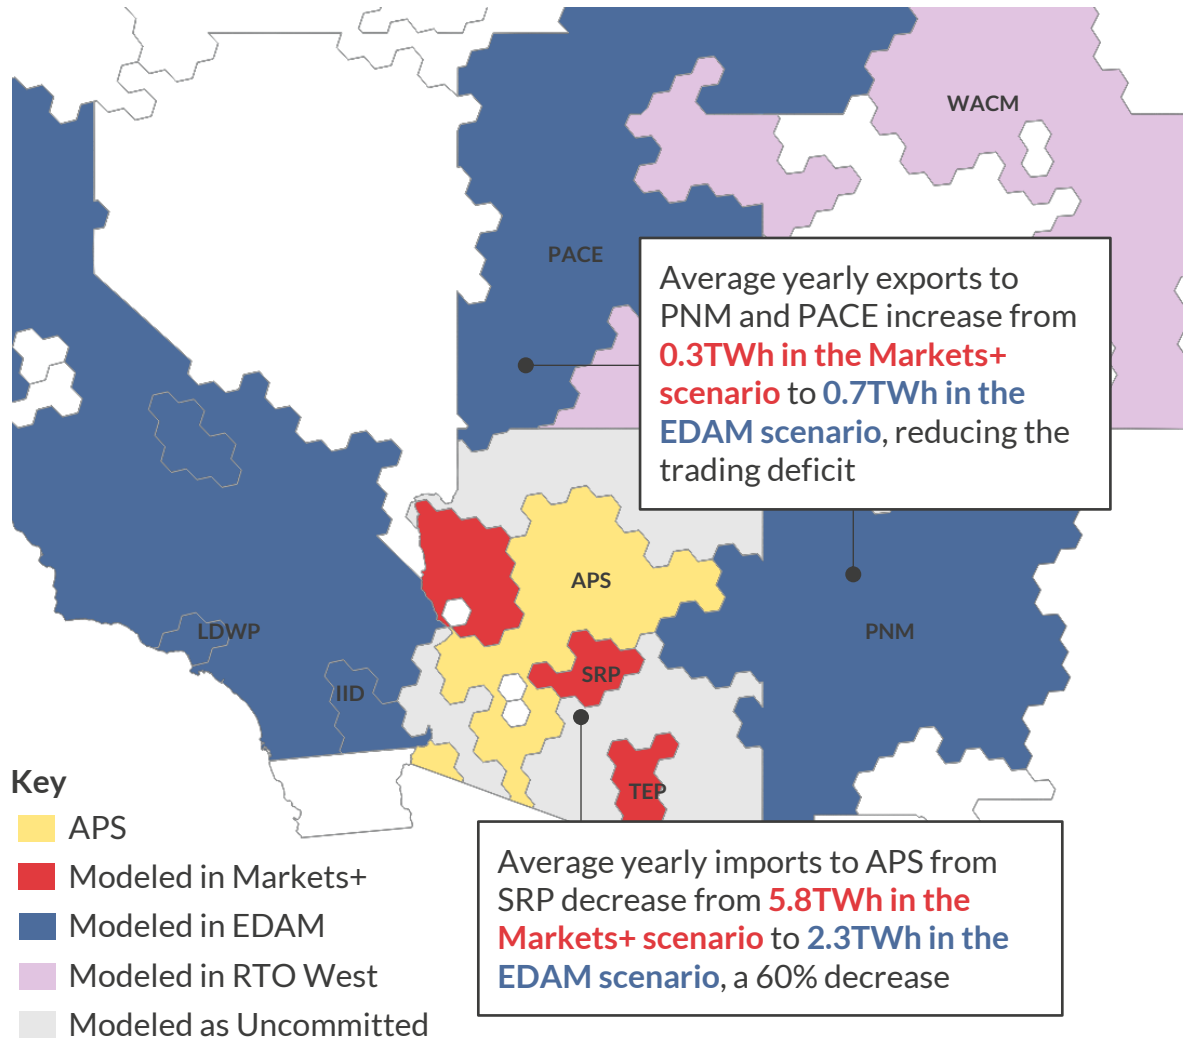 WACM
PACE
Average yearly exports to
PNM and PACE increase from
0.3TWh in the Markets+
scenario to 0.7TWh in the
EDAM scenario, reducing the
trading deficit
APS
LDWP
PNM
SRP
IID
TEP
Key
APS
Modeled in Markets+
Modeled in EDAM
Modeled in RTO West
Modeled as Uncommitted
Average yearly imports to APS from
SRP decrease from 5.8TWh in the
Markets+ scenario to 2.3TWh in the
EDAM scenario, a 60% decrease